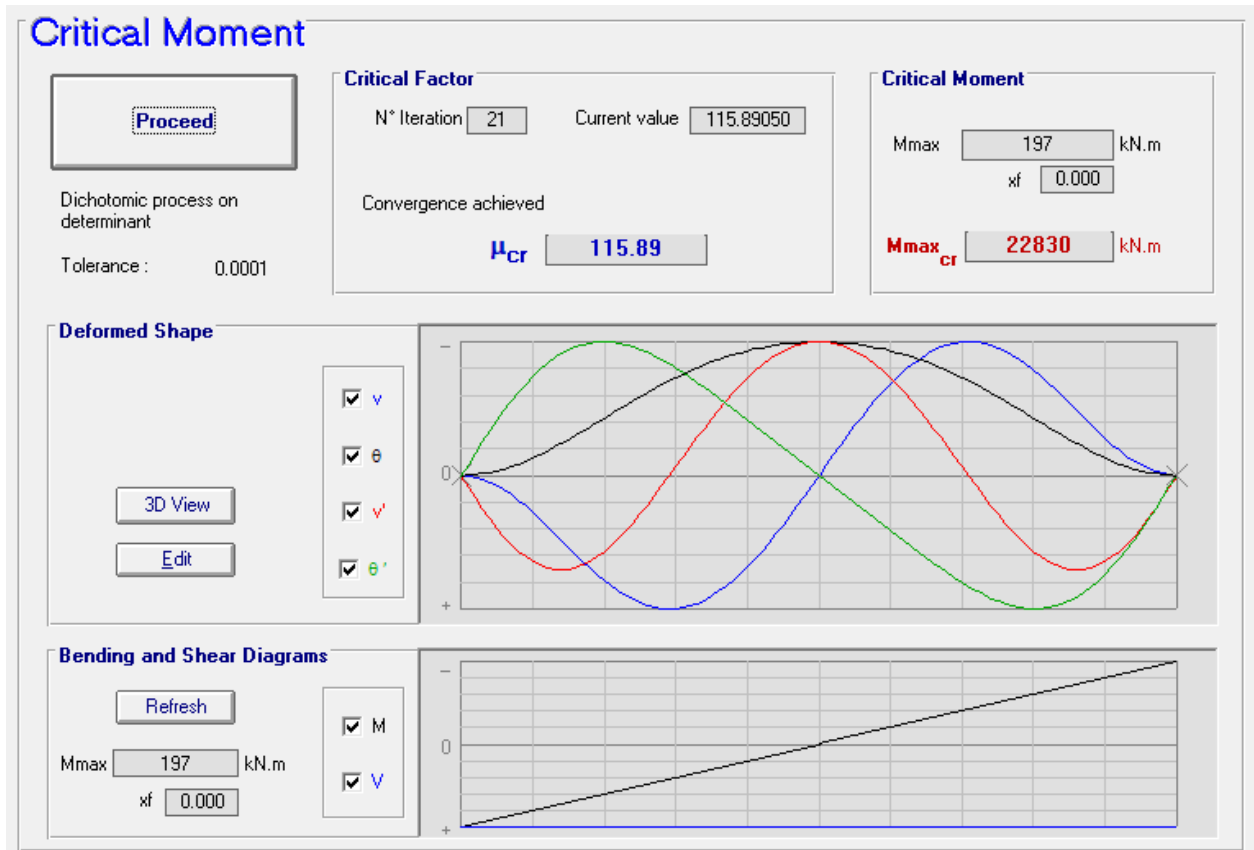 Critical Moment
Proceed
Dichotomic process on
determinant
Tolerance : 0.0001
Critical Factor
N° Iteration 21 Current value 115.89050
Convergence achieved
μcr 115.89
Critical Moment
Mmax 197 kN.m
xf 0.000
Mmaxcr 22830 kN.m
Deformed Shape
v
θ
v'
θ'
3D View
Edit
−
0
+
Bending and Shear Diagrams
Refresh
Mmax 197 kN.m
xf 0.000
M
V
−
0
+